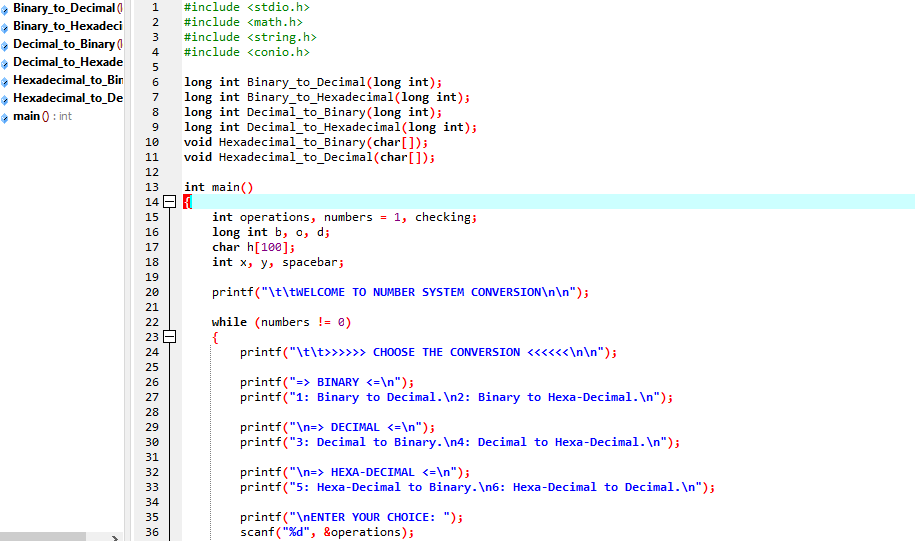 Binary_to_Decimal(l
Binary_to_Hexadeci
Decimal_to_Binary(l
Decimal_to_Hexade
Hexadecimal_to_Bin
Hexadecimal_to_De
main() : int
1 #include <stdio.h>
2 #include <math.h>
3 #include <string.h>
4 #include <conio.h>
5
6 long int Binary_to_Decimal(long int);
7 long int Binary_to_Hexadecimal(long int);
8 long int Decimal_to_Binary(long int);
9 long int Decimal_to_Hexadecimal(long int);
10 void Hexadecimal_to_Binary(char[]);
11 void Hexadecimal_to_Decimal(char[]);
12
13 int main()
14 {
15 int operations, numbers = 1, checking;
16 long int b, o, d;
17 char h[100];
18 int x, y, spacebar;
19
20 printf("\t\tWELCOME TO NUMBER SYSTEM CONVERSION\n\n");
21
22 while (numbers != 0)
23 {
24 printf("\t\t>>>>>> CHOOSE THE CONVERSION <<<<<<\n\n");
25
26 printf("=> BINARY <=\n");
27 printf("1: Binary to Decimal.\n2: Binary to Hexa-Decimal.\n");
28
29 printf("\n=> DECIMAL <=\n");
30 printf("3: Decimal to Binary.\n4: Decimal to Hexa-Decimal.\n");
31
32 printf("\n=> HEXA-DECIMAL <=\n");
33 printf("5: Hexa-Decimal to Binary.\n6: Hexa-Decimal to Decimal.\n");
34
35 printf("\nENTER YOUR CHOICE: ");
36 scanf("%d", &operations);